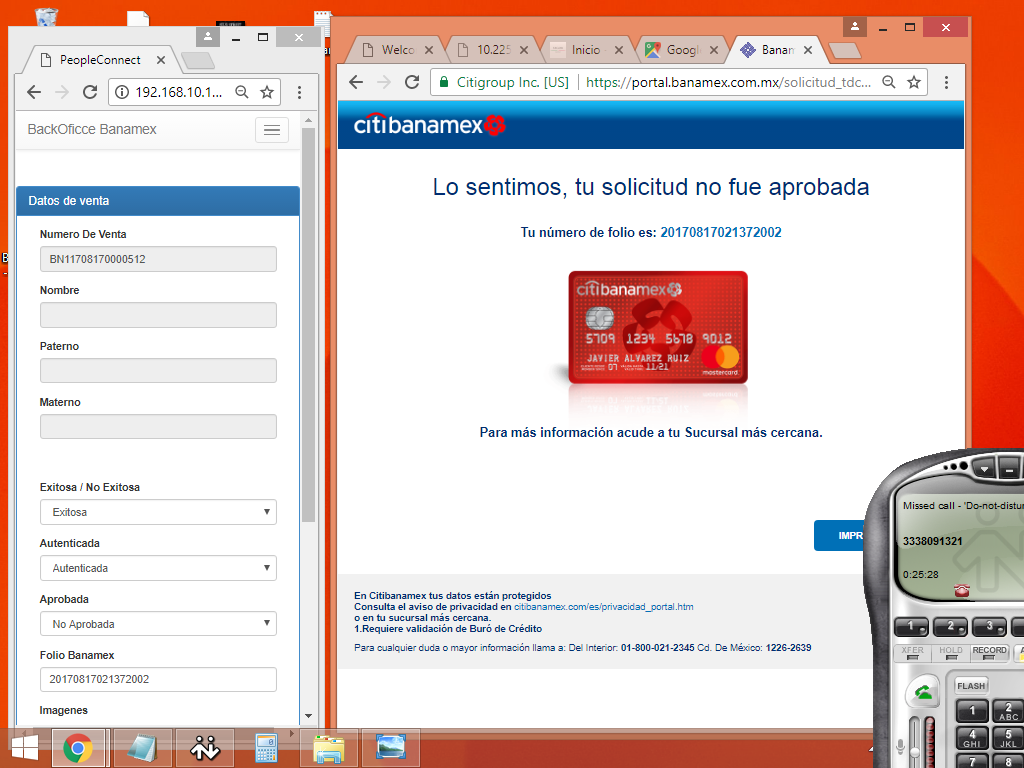 PeopleConnect
192.168.10.1...
BackOficce Banamex
Datos de venta
Numero De Venta
BN11708170000512
Nombre
Paterno
Materno
Exitosa / No Exitosa
Exitosa
Autenticada
Autenticada
Aprobada
No Aprobada
Folio Banamex
20170817021372002
Imagenes
Welco
10.225
Inicio
Googl
Banam
Citigroup Inc. [US]
https://portal.banamex.com.mx/solicitud_tdc...
citibanamex
Lo sentimos, tu solicitud no fue aprobada
Tu número de folio es: 20170817021372002
citibanamex
5709 1234 5678 9012
JAVIER ALVAREZ RUIZ
07 11/21
mastercard
Para más información acude a tu Sucursal más cercana.
IMPR
En Citibanamex tus datos están protegidos
Consulta el aviso de privacidad en citibanamex.com/es/privacidad_portal.htm
o en tu sucursal más cercana.
1.Requiere validación de Buró de Crédito
Para cualquier duda o mayor información llama a: Del Interior: 01-800-021-2345 Cd. De México: 1226-2639
Missed call - 'Do-not-distur
3338091321
0:25:28
1 2 3
XFER HOLD RECORD
FLASH
1 2
ABC
4 5
GHI JKL
7 8